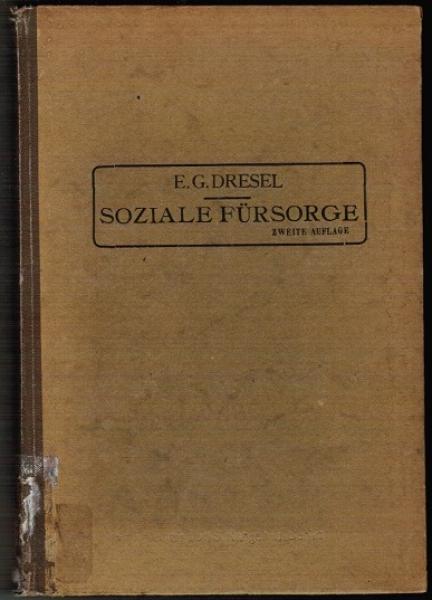 E. G. DRESEL
SOZIALE FÜRSORGE
ZWEITE AUFLAGE